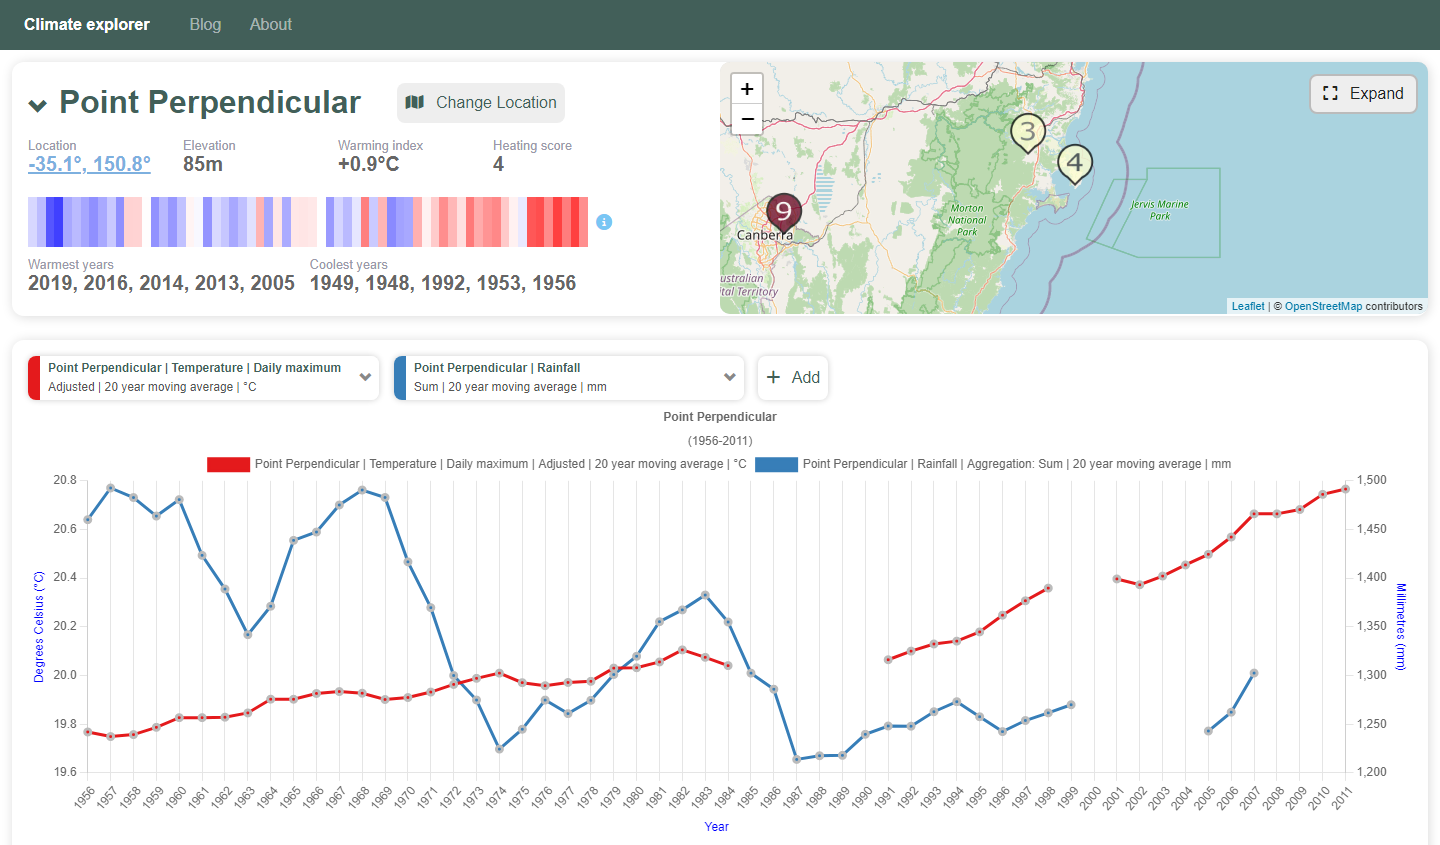 Climate explorer Blog About
Point Perpendicular
Change Location
Location Elevation Warming index Heating score
-35.1°, 150.8° 85m +0.9°C 4
Warmest years Coolest years
2019, 2016, 2014, 2013, 2005 1949, 1948, 1992, 1953, 1956
+
−
Expand
3
4
9
Canberra
Morton
National
Park
Jervis Marine
Park
ustralian
ital Territory
Leaflet | © OpenStreetMap contributors
Point Perpendicular | Temperature | Daily maximum
Adjusted | 20 year moving average | °C
Point Perpendicular | Rainfall
Sum | 20 year moving average | mm
+ Add
Point Perpendicular
(1956-2011)
Point Perpendicular | Temperature | Daily maximum | Adjusted | 20 year moving average | °C
Point Perpendicular | Rainfall | Aggregation: Sum | 20 year moving average | mm
20.8
20.6
20.4
20.2
20.0
19.8
19.6
Degrees Celsius (°C)
1,500
1,450
1,400
1,350
1,300
1,250
1,200
Millimetres (mm)
1956 1957 1958 1959 1960 1961 1962 1963 1964 1965 1966 1967 1968 1969 1970 1971 1972 1973 1974 1975 1976 1977 1978 1979 1980 1981 1982 1983 1984 1985 1986 1987 1988 1989 1990 1991 1992 1993 1994 1995 1996 1997 1998 1999 2000 2001 2002 2003 2004 2005 2006 2007 2008 2009 2010 2011
Year